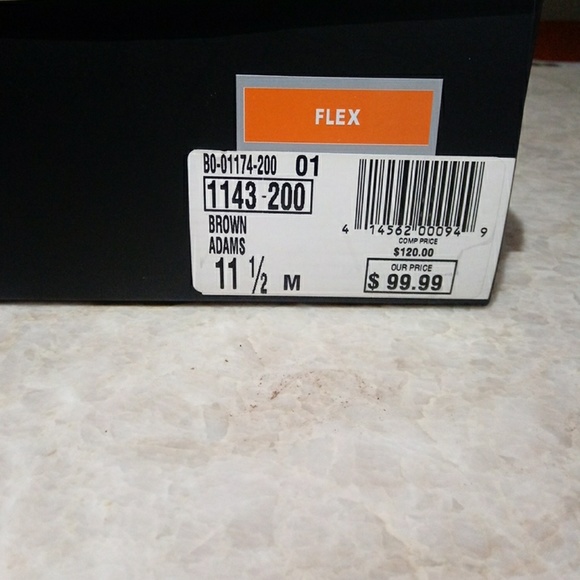 FLEX
B0-01174-200 01
1143-200
BROWN
ADAMS
11 1/2 M
4 14562 00094 9
COMP PRICE
$120.00
OUR PRICE
$ 99.99